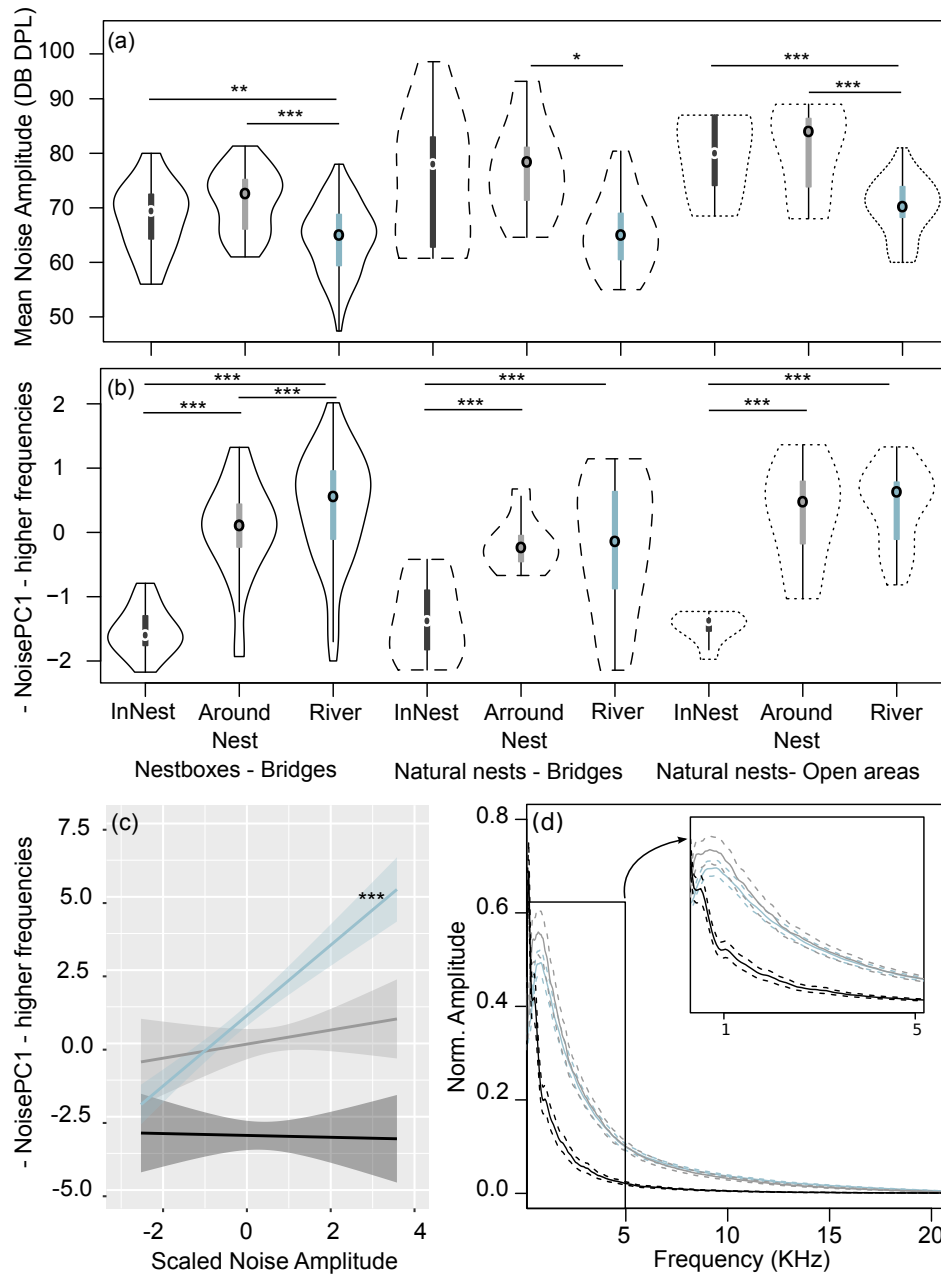 (a)
Mean Noise Amplitude (DB DPL)
100
90
80
70
60
50
** *** * *** ***
(b)
- NoisePC1 - higher frequencies
2
1
0
−1
−2
*** *** *** *** *** *** ***
InNest Around Nest River InNest Arround Nest River InNest Around Nest River
Nestboxes - Bridges Natural nests - Bridges Natural nests- Open areas
(c)
- NoisePC1 - higher frequencies
7.5
5.0
2.5
0.0
-2.5
-5.0
***
-2 0 2 4
Scaled Noise Amplitude
(d)
Norm. Amplitude
0.8
0.6
0.4
0.2
0.0
1 5
5 10 15 20
Frequency (KHz)